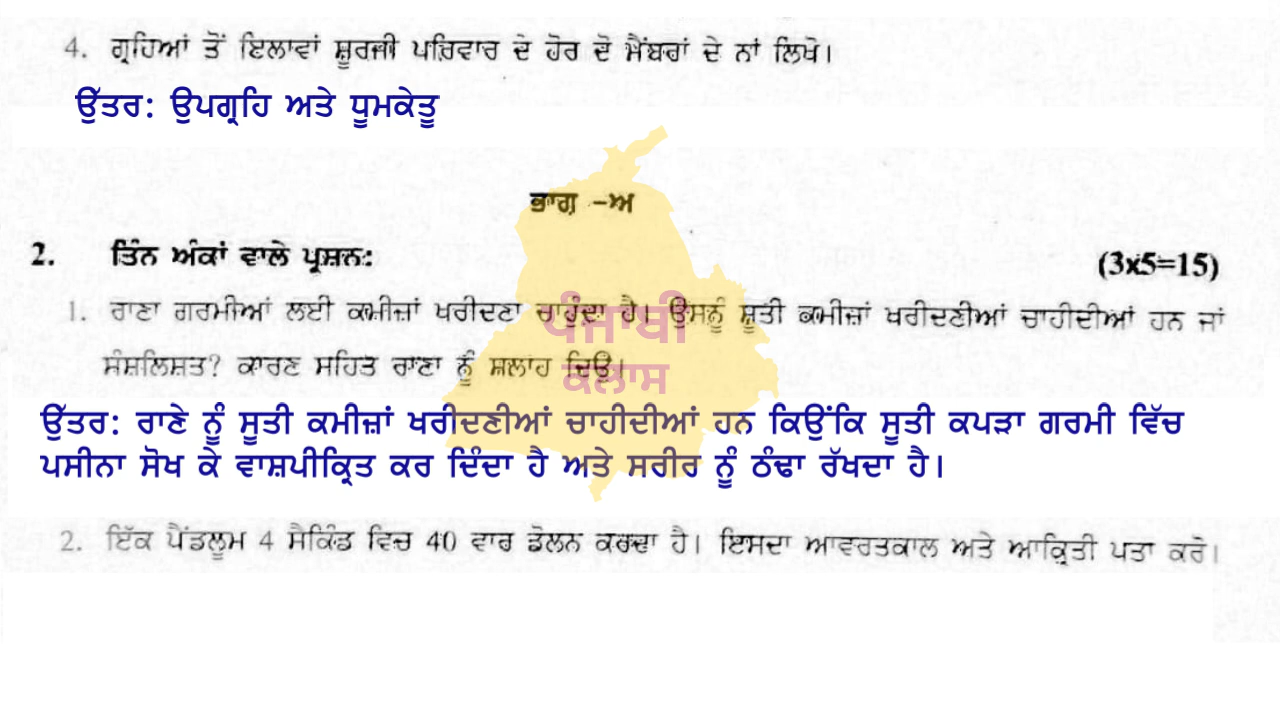 4. ਗ੍ਰਹਿਆਂ ਤੋਂ ਇਲਾਵਾਂ ਸ਼ੂਰਜੀ ਪਰਿਵਾਰ ਦੇ ਹੋਰ ਦੋ ਮੈਂਬਰਾਂ ਦੇ ਨਾਂ ਲਿਖੋ।
ਉੱਤਰ: ਉਪਗ੍ਰਹਿ ਅਤੇ ਧੂਮਕੇਤੂ
ਭਾਗ -ਅ
2. ਤਿੰਨ ਅੰਕਾਂ ਵਾਲੇ ਪ੍ਰਸ਼ਨ: (3x5=15)
1. ਰਾਣਾ ਗਰਮੀਆਂ ਲਈ ਕਮੀਜ਼ਾਂ ਖਰੀਦਣਾ ਚਾਹੁੰਦਾ ਹੈ। ਉਸਨੂੰ ਸ਼ੂਤੀ ਕਮੀਜ਼ਾਂ ਖਰੀਦਣੀਆਂ ਚਾਹੀਦੀਆਂ ਹਨ ਜਾਂ
ਸੰਸ਼ਲਿਸ਼ਤ? ਕਾਰਣ ਸਹਿਤ ਰਾਣਾ ਨੂੰ ਸ਼ਲਾਂਹ ਦਿਉ।
ਪੰਜਾਬੀ
ਕਲਾਸ
ਉੱਤਰ: ਰਾਣੇ ਨੂੰ ਸੂਤੀ ਕਮੀਜ਼ਾਂ ਖਰੀਦਣੀਆਂ ਚਾਹੀਦੀਆਂ ਹਨ ਕਿਉਂਕਿ ਸੂਤੀ ਕਪੜਾ ਗਰਮੀ ਵਿੱਚ
ਪਸੀਨਾ ਸੋਖ ਕੇ ਵਾਸ਼ਪੀਕ੍ਰਿਤ ਕਰ ਦਿੰਦਾ ਹੈ ਅਤੇ ਸਰੀਰ ਨੂੰ ਠੰਢਾ ਰੱਖਦਾ ਹੈ।
2. ਇੱਕ ਪੈਂਡਲੂਮ 4 ਸੈਕਿੰਡ ਵਿਚ 40 ਵਾਰ ਡੋਲਨ ਕਰਦਾ ਹੈ। ਇਸਦਾ ਆਵਰਤਕਾਲ ਅਤੇ ਆਕ੍ਰਿਤੀ ਪਤਾ ਕਰੋ।